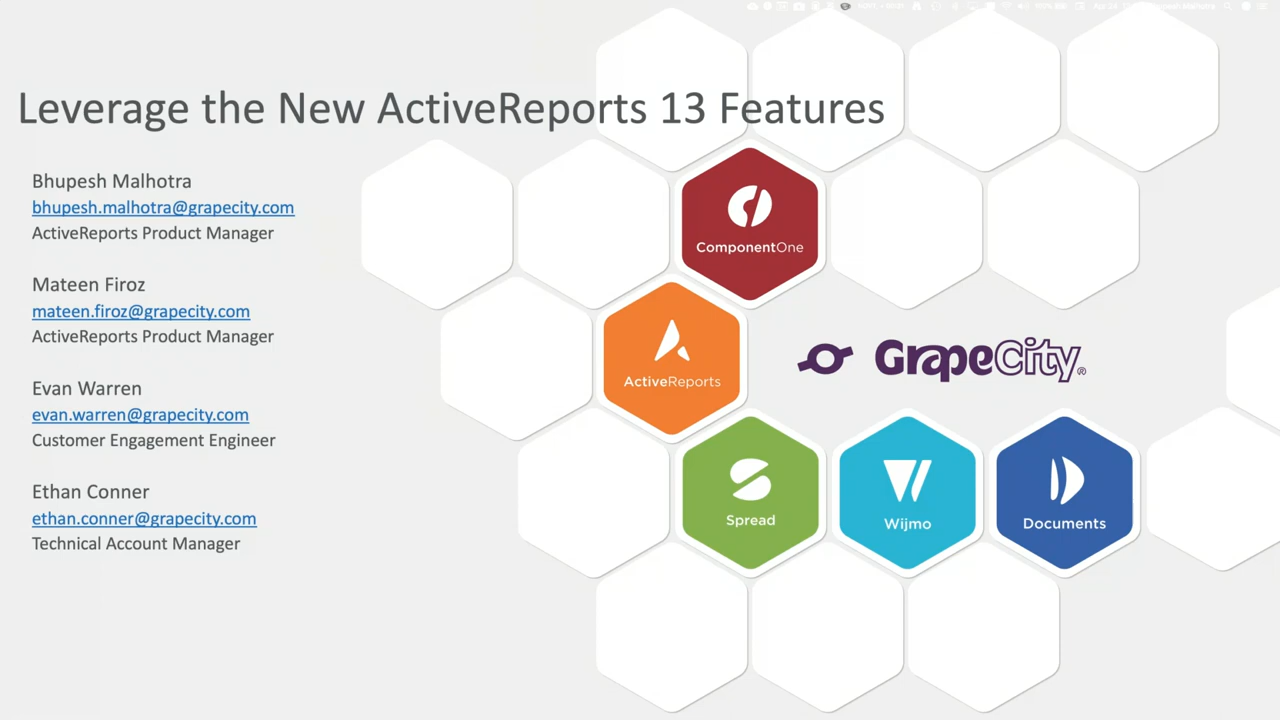 Leverage the New ActiveReports 13 Features
Bhupesh Malhotra
bhupesh.malhotra@grapecity.com
ActiveReports Product Manager
Mateen Firoz
mateen.firoz@grapecity.com
ActiveReports Product Manager
Evan Warren
evan.warren@grapecity.com
Customer Engagement Engineer
Ethan Conner
ethan.conner@grapecity.com
Technical Account Manager
ComponentOne
ActiveReports
GrapeCity®
Spread
Wijmo
Documents